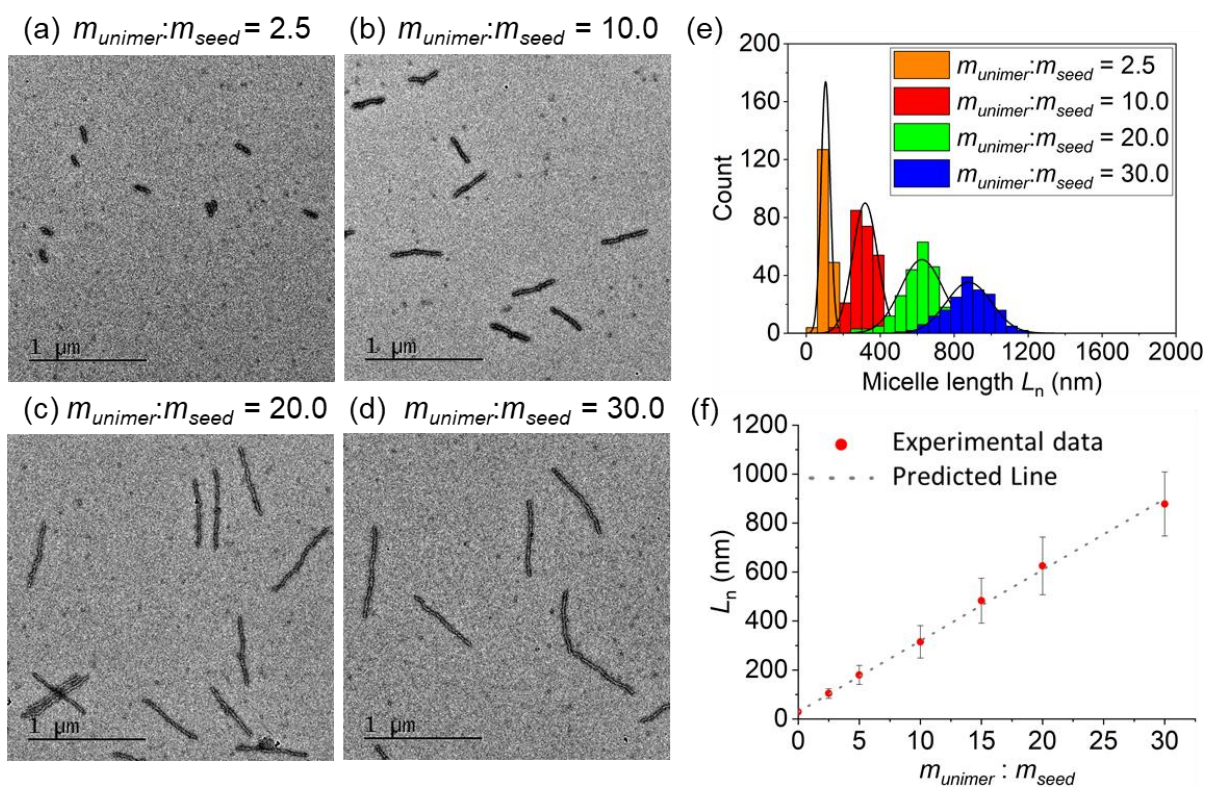 (a) m_unimer:m_seed = 2.5
(b) m_unimer:m_seed = 10.0
1 μm
1 μm
(c) m_unimer:m_seed = 20.0
(d) m_unimer:m_seed = 30.0
1 μm
1 μm
(e)
200
160
120
80
40
0
Count
m_unimer:m_seed = 2.5
m_unimer:m_seed = 10.0
m_unimer:m_seed = 20.0
m_unimer:m_seed = 30.0
0 400 800 1200 1600 2000
Micelle length L_n (nm)
(f)
1200
1000
800
600
400
200
0
L_n (nm)
Experimental data
Predicted Line
0 5 10 15 20 25 30
m_unimer : m_seed